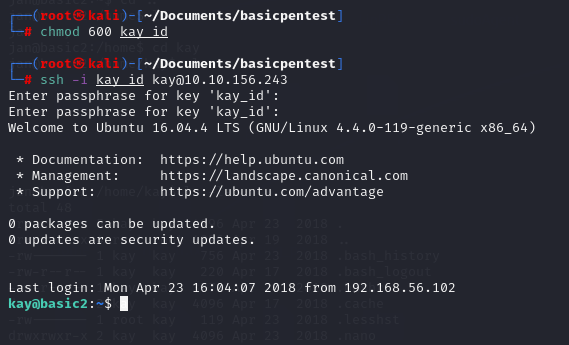 ┌──(root㉿kali)-[~/Documents/basicpentest]
└─# chmod 600 kay_id
┌──(root㉿kali)-[~/Documents/basicpentest]
└─# ssh -i kay_id kay@10.10.156.243
Enter passphrase for key 'kay_id':
Enter passphrase for key 'kay_id':
Welcome to Ubuntu 16.04.4 LTS (GNU/Linux 4.4.0-119-generic x86_64)
* Documentation:  https://help.ubuntu.com
* Management:     https://landscape.canonical.com
* Support:        https://ubuntu.com/advantage
0 packages can be updated.
0 updates are security updates.
Last login: Mon Apr 23 16:04:07 2018 from 192.168.56.102
kay@basic2:~$